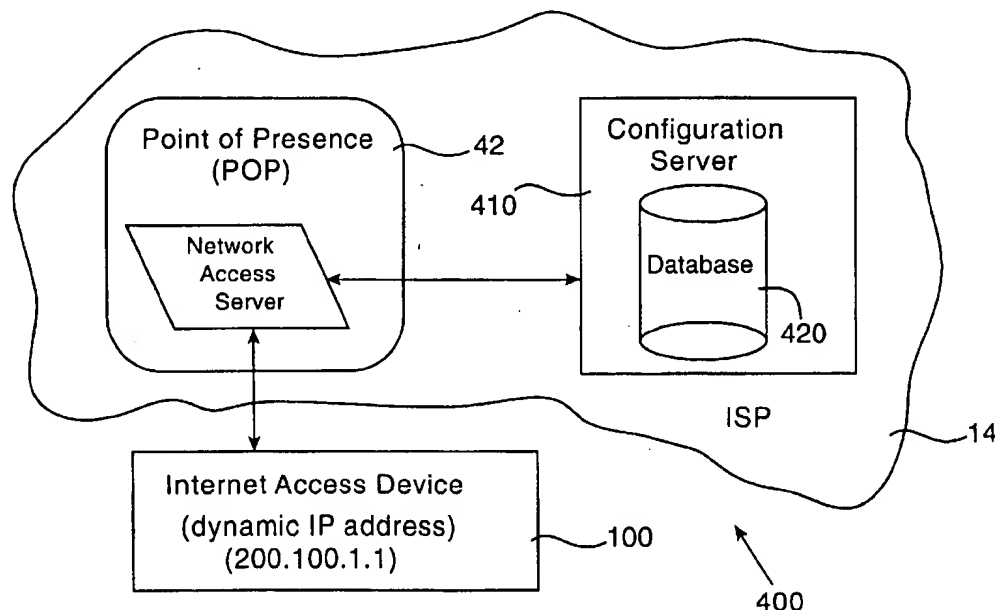 Point of Presence
(POP)
42
Network
Access
Server
Configuration
Server
410
Database
420
ISP
14
Internet Access Device
(dynamic IP address)
(200.100.1.1)
100
400